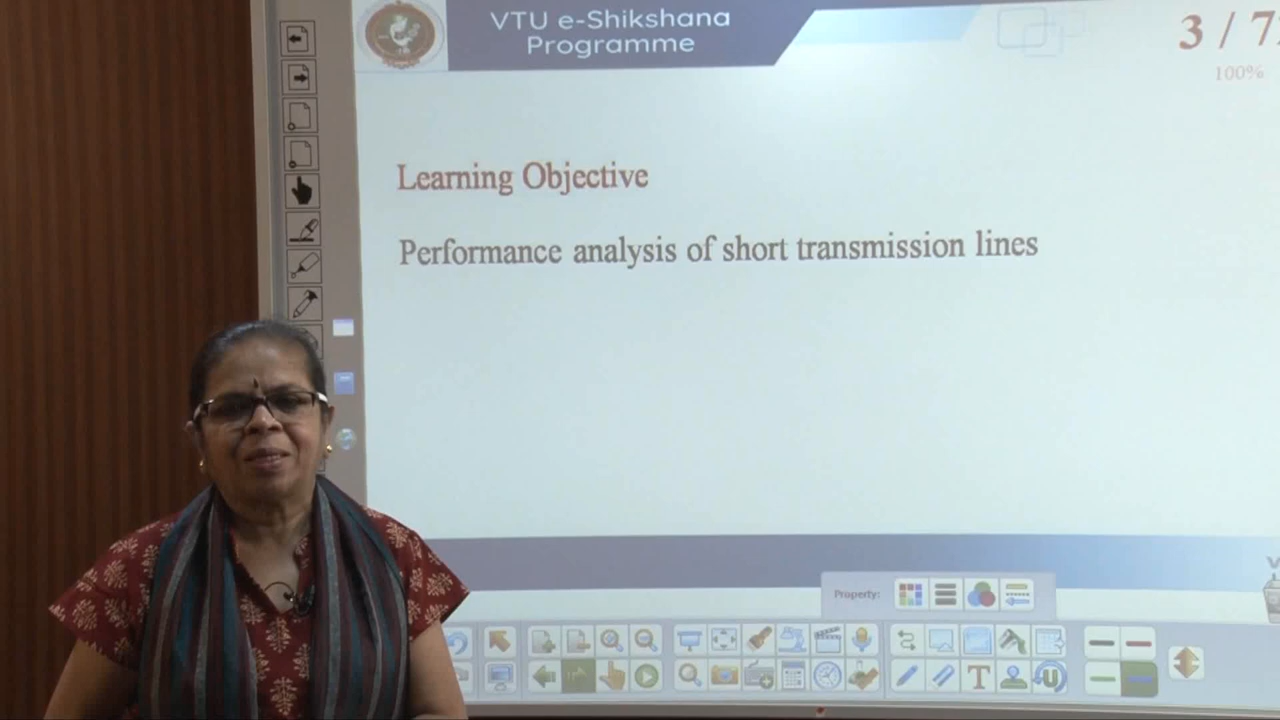 VTU e-Shikshana
Programme
3 / 7
100%
Learning Objective
Performance analysis of short transmission lines
Property: